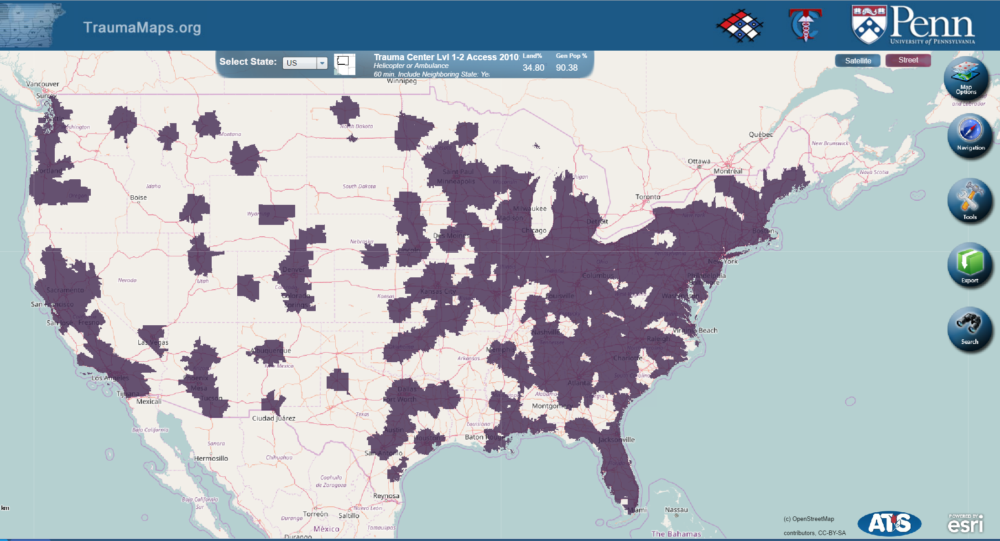 TraumaMaps.org
Penn
UNIVERSITY of PENNSYLVANIA
Select State:
US
Trauma Center Lvl 1-2 Access 2010:
Helicopter or Ambulance
60 min. Include Neighboring State: Yes
Land%
34.80
Gen Pop %
90.38
Satellite
Street
Map
Options
Navigation
Tools
Export
Search
and Labrador
Vancouver
Surrey
Winnipeg
Seattle
Washington
Montana
North Dakota
Minnesota
Québec
New Brunswick
Ottawa
Montréal
Nova Scotia
Portland
Oregon
Idaho
Boise
South Dakota
Saint Paul
Minneapolis
Wisconsin
Michigan
Toronto
Wyoming
Milwaukee
Madison
Detroit
New York
Chicago
Boston
Iowa
Des Moines
Nebraska
Lincoln
Pennsylvania
New York
Nevada
Utah
Denver
Colorado
Colorado
Springs
Illinois
Indiana
Ohio
Columbus
Philadelphia
Baltimore
Sacramento
San Francisco
California
San José
Fresno
Kansas
Kansas City
Missouri
Louisville
West Virginia
Washington
Kentucky
Virginia
Virginia Beach
Las Vegas
Nashville
Tennessee
Raleigh
North Carolina
Albuquerque
New Mexico
Oklahoma
Memphis
Arkansas
Charlotte
Arizona
Phoenix
Mesa
Tucson
Los Angeles
Tijuana
Mexicali
South Carolina
Atlanta
Dallas
Fort Worth
Mississippi
Alabama
Georgia
Montgomery
Ciudad Juárez
Texas
Baja California
Sonora
Hermosillo
Chihuahua
Austin
Houston
San Antonio
Louisiana
Baton Rouge
Jacksonville
Florida
Coahuila
de Zaragoza
Reynosa
Baja California
Sur
Nuevo León
Torreón
Saltillo
Durango
Durango
México
Tamaulipas
Miami
Nassau
The Bahamas
km
(c) OpenStreetMap
contributors, CC-BY-SA
ATS
POWERED BY
esri